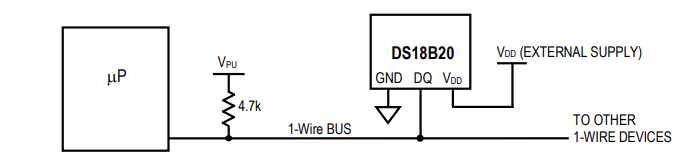 µP
VPU
4.7k
1-Wire BUS
DS18B20
GND DQ VDD
VDD (EXTERNAL SUPPLY)
TO OTHER
1-WIRE DEVICES